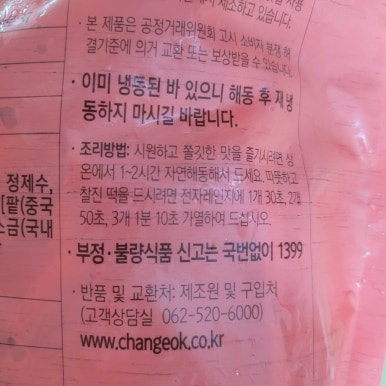 제조하고 있습니다.
· 본 제품은 공정거래위원회 고시 소비자 분쟁 해
결기준에 의거 교환 또는 보상받을 수 있습니다.
· 이미 냉동된 바 있으니 해동 후 재 냉
동하지 마시길 바랍니다.
· 조리방법: 시원하고 쫄깃한 맛을 즐기시려면 상
온에서 1~2시간 자연해동해서 드세요. 따뜻하고
찰진 떡을 드시려면 전자레인지에 1개 30초, 2개
50초, 3개 1분 10초 가열하여 드십시오.
정제수,
[팥(중국
소금(국내
· 부정·불량식품 신고는 국번없이 1399
· 반품 및 교환처: 제조원 및 구입처
(고객상담실 062-520-6000)
www.changeok.co.kr